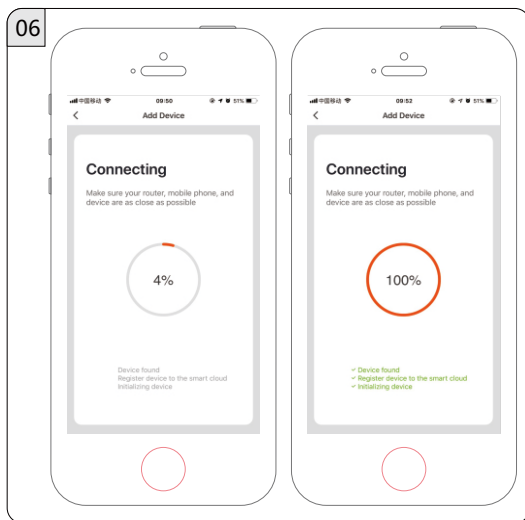 06
中国移动 09:50 51%
Add Device
Connecting
Make sure your router, mobile phone, and
device are as close as possible
4%
Device found
Register device to the smart cloud
Initializing device
中国移动 09:52 51%
Add Device
Connecting
Make sure your router, mobile phone, and
device are as close as possible
100%
Device found
Register device to the smart cloud
Initializing device